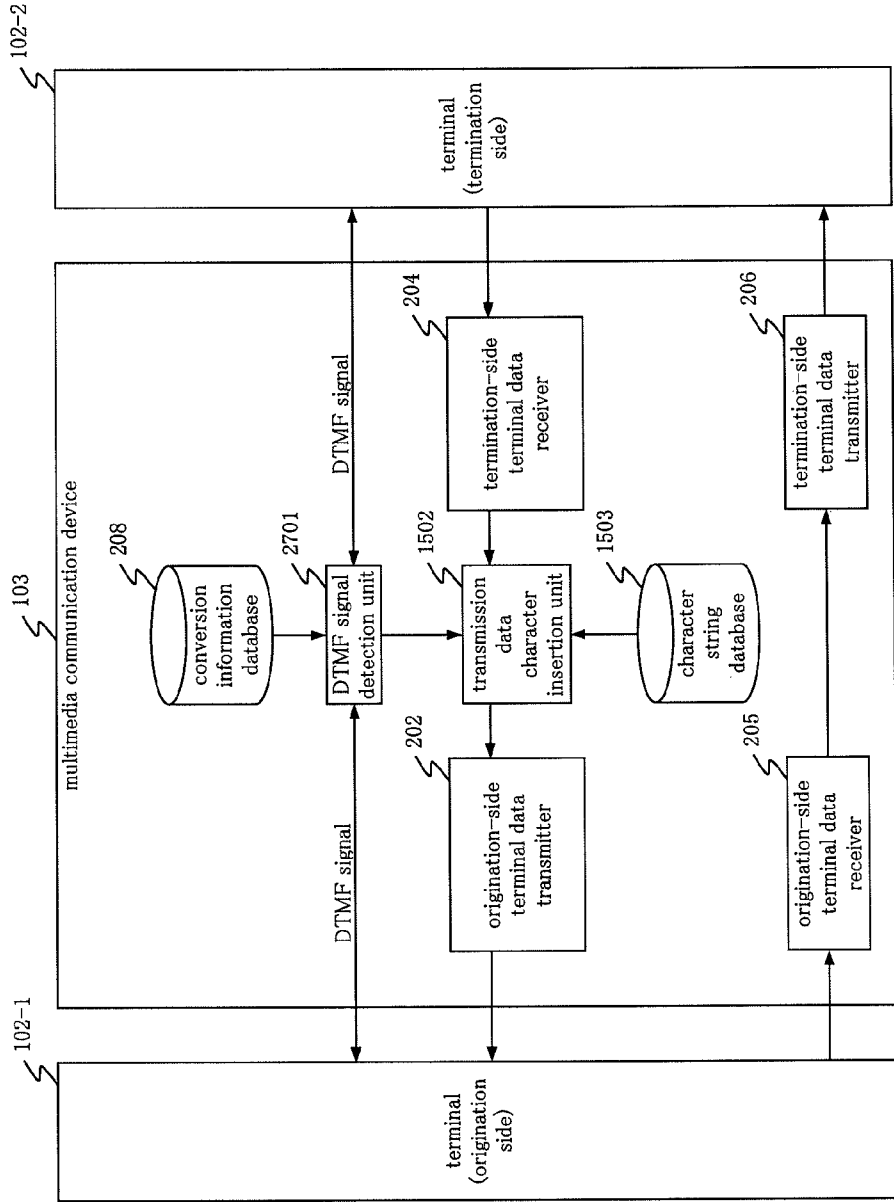 102-1
terminal
(origination
side)
103
multimedia communication device
DTMF signal
208
conversion
information
database
2701
DTMF signal
detection unit
DTMF signal
202
origination-side
terminal data
transmitter
1502
transmission
data
character
insertion unit
204
termination-side
terminal data
receiver
1503
character
string
database
205
origination-side
terminal data
receiver
206
termination-side
terminal data
transmitter
102-2
terminal
(termination
side)